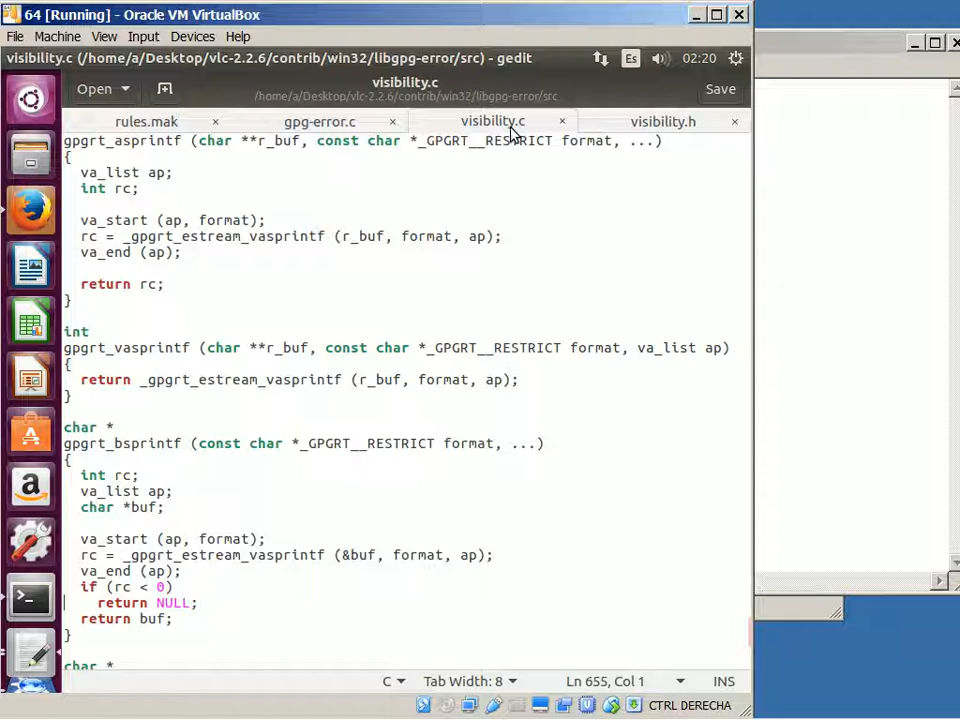 64 [Running] - Oracle VM VirtualBox
File Machine View Input Devices Help
visibility.c (/home/a/Desktop/vlc-2.2.6/contrib/win32/libgpg-error/src) - gedit Es 02:20
Open visibility.c Save
/home/a/Desktop/vlc-2.2.6/contrib/win32/libgpg-error/src
rules.mak × gpg-error.c × visibility.c × visibility.h ×
gpgrt_asprintf (char **r_buf, const char *_GPGRT__RESTRICT format, ...)
{
va_list ap;
int rc;
va_start (ap, format);
rc = _gpgrt_estream_vasprintf (r_buf, format, ap);
va_end (ap);
return rc;
}
int
gpgrt_vasprintf (char **r_buf, const char *_GPGRT__RESTRICT format, va_list ap)
{
return _gpgrt_estream_vasprintf (r_buf, format, ap);
}
char *
gpgrt_bsprintf (const char *_GPGRT__RESTRICT format, ...)
{
int rc;
va_list ap;
char *buf;
va_start (ap, format);
rc = _gpgrt_estream_vasprintf (&buf, format, ap);
va_end (ap);
if (rc < 0)
return NULL;
return buf;
}
char *
C Tab Width: 8 Ln 655, Col 1 INS
CTRL DERECHA